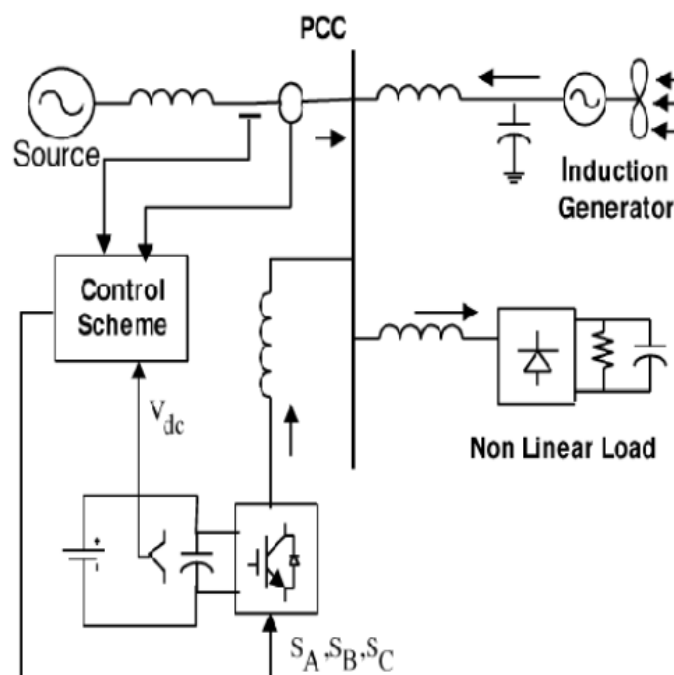 PCC
Source
Induction
Generator
Control
Scheme
Vdc
Non Linear Load
+
-
SA,SB,SC